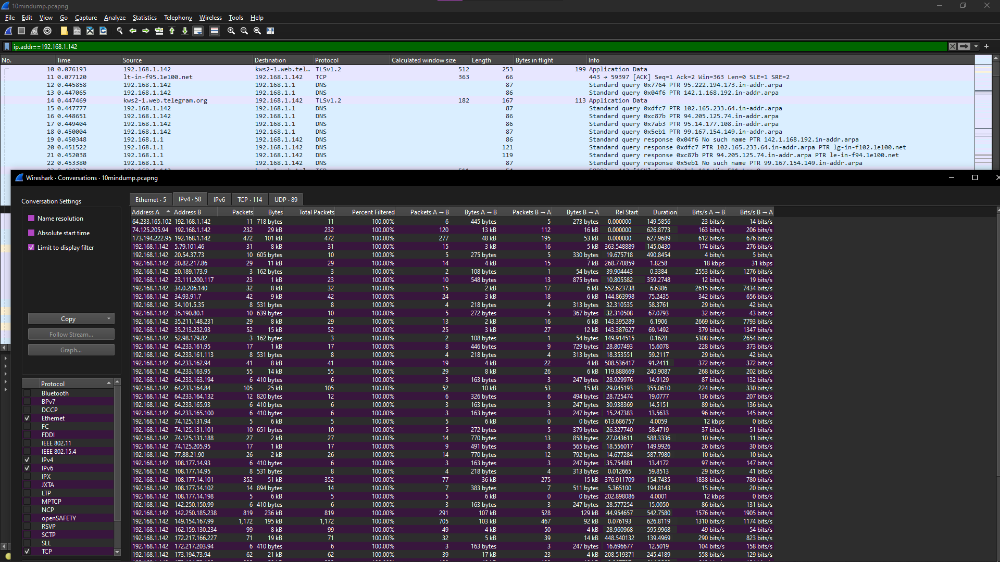 10mindump.pcapng
File Edit View Go Capture Analyze Statistics Telephony Wireless Tools Help
ip.addr==192.168.1.142
No. Time Source Destination Protocol Calculated window size Length Bytes in flight Info
10 0.076193 192.168.1.142 kws2-1.web.tel... TLSv1.2 512 253 199 Application Data
11 0.077120 lt-in-f95.1e100.net 192.168.1.142 TCP 363 66 443 → 59397 [ACK] Seq=1 Ack=2 Win=363 Len=0 SLE=1 SRE=2
12 0.445858 192.168.1.142 192.168.1.1 DNS 87 Standard query 0x7764 PTR 95.222.194.173.in-addr.arpa
13 0.447065 192.168.1.142 192.168.1.1 DNS 86 Standard query 0x04f6 PTR 142.1.168.192.in-addr.arpa
14 0.447469 kws2-1.web.telegram.org 192.168.1.142 TLSv1.2 182 167 113 Application Data
15 0.447777 192.168.1.142 192.168.1.1 DNS 87 Standard query 0xdfc7 PTR 102.165.233.64.in-addr.arpa
16 0.448651 192.168.1.142 192.168.1.1 DNS 86 Standard query 0xc87b PTR 94.205.125.74.in-addr.arpa
17 0.449404 192.168.1.142 192.168.1.1 DNS 86 Standard query 0x7ab3 PTR 95.14.177.108.in-addr.arpa
18 0.450004 192.168.1.142 192.168.1.1 DNS 87 Standard query 0x5eb1 PTR 99.167.154.149.in-addr.arpa
19 0.450348 192.168.1.1 192.168.1.142 DNS 86 Standard query response 0x04f6 No such name PTR 142.1.168.192.in-addr.arpa
20 0.451522 192.168.1.1 192.168.1.142 DNS 121 Standard query response 0xdfc7 PTR 102.165.233.64.in-addr.arpa PTR lg-in-f102.1e100.net
21 0.452038 192.168.1.1 192.168.1.142 DNS 119 Standard query response 0xc87b PTR 94.205.125.74.in-addr.arpa PTR le-in-f94.1e100.net
22 0.453380 192.168.1.1 192.168.1.142 DNS 87 Standard query response 0x5eb1 No such name PTR 99.167.154.149.in-addr.arpa
Wireshark · Conversations · 10mindump.pcapng
Conversation Settings
Name resolution
Absolute start time
Limit to display filter
Copy
Follow Stream...
Graph...
Protocol
Bluetooth
BPv7
DCCP
Ethernet
FC
FDDI
IEEE 802.11
IEEE 802.15.4
IPv4
IPv6
IPX
JXTA
LTP
MPTCP
NCP
openSAFETY
RSVP
SCTP
SLL
TCP
Ethernet · 5 IPv4 · 58 IPv6 TCP · 114 UDP · 89
Address A Address B Packets Bytes Total Packets Percent Filtered Packets A → B Bytes A → B Packets B → A Bytes B → A Rel Start Duration Bits/s A → B Bits/s B → A
64.233.165.102 192.168.1.142 11 718 bytes 11 100.00% 6 445 bytes 5 273 bytes 0.000000 149.5856 23 bits/s 14 bits/s
74.125.205.94 192.168.1.142 232 29 kB 232 100.00% 120 13 kB 112 16 kB 0.000000 626.8773 163 bits/s 206 bits/s
173.194.222.95 192.168.1.142 472 101 kB 472 100.00% 277 48 kB 195 53 kB 0.000000 627.9689 612 bits/s 676 bits/s
192.168.1.142 5.79.101.46 31 8 kB 31 100.00% 15 3 kB 16 5 kB 363.548889 145.0430 174 bits/s 276 bits/s
192.168.1.142 20.54.37.73 10 605 bytes 10 100.00% 5 275 bytes 5 330 bytes 19.675718 490.8454 4 bits/s 5 bits/s
192.168.1.142 20.82.217.86 29 11 kB 29 100.00% 14 4 kB 15 7 kB 268.770859 1.8258 18 kbps 31 kbps
192.168.1.142 20.189.173.9 3 162 bytes 3 100.00% 2 108 bytes 1 54 bytes 39.904443 0.3384 2553 bits/s 1276 bits/s
192.168.1.142 23.111.200.117 23 1 kB 23 100.00% 10 548 bytes 13 875 bytes 10.805582 359.2748 12 bits/s 19 bits/s
192.168.1.142 34.0.206.140 32 8 kB 32 100.00% 15 2 kB 17 6 kB 552.623738 6.6386 2615 bits/s 7434 bits/s
192.168.1.142 34.93.91.7 42 9 kB 42 100.00% 24 3 kB 18 6 kB 144.863998 75.2435 342 bits/s 656 bits/s
192.168.1.142 34.101.5.35 8 531 bytes 8 100.00% 4 218 bytes 4 313 bytes 32.310535 58.3761 29 bits/s 42 bits/s
192.168.1.142 35.190.80.1 10 639 bytes 10 100.00% 5 272 bytes 5 367 bytes 32.310508 67.0793 32 bits/s 43 bits/s
192.168.1.142 35.211.148.231 29 8 kB 29 100.00% 13 2 kB 16 6 kB 143.395289 6.1906 2669 bits/s 7793 bits/s
192.168.1.142 35.213.232.93 52 15 kB 52 100.00% 25 3 kB 27 12 kB 143.387627 69.1492 379 bits/s 1347 bits/s
192.168.1.142 52.98.179.82 3 162 bytes 3 100.00% 2 108 bytes 1 54 bytes 149.914515 0.1628 5308 bits/s 2654 bits/s
192.168.1.142 64.233.161.95 17 1 kB 17 100.00% 8 446 bytes 9 729 bytes 28.807493 15.6078 228 bits/s 373 bits/s
192.168.1.142 64.233.161.113 8 531 bytes 8 100.00% 4 218 bytes 4 313 bytes 18.353551 59.2117 29 bits/s 42 bits/s
192.168.1.142 64.233.162.94 41 8 kB 41 100.00% 19 4 kB 22 4 kB 508.536417 91.2411 372 bits/s 372 bits/s
192.168.1.142 64.233.163.95 55 14 kB 55 100.00% 29 8 kB 26 6 kB 119.888669 240.9087 268 bits/s 202 bits/s
192.168.1.142 64.233.163.194 6 410 bytes 6 100.00% 3 163 bytes 3 247 bytes 28.929976 14.9129 87 bits/s 132 bits/s
192.168.1.142 64.233.164.84 105 25 kB 105 100.00% 52 10 kB 53 15 kB 29.045193 355.0610 224 bits/s 330 bits/s
192.168.1.142 64.233.164.132 12 820 bytes 12 100.00% 6 326 bytes 6 494 bytes 28.725474 19.0777 136 bits/s 207 bits/s
192.168.1.142 64.233.165.93 6 410 bytes 6 100.00% 3 163 bytes 3 247 bytes 30.938369 14.5151 89 bits/s 136 bits/s
192.168.1.142 64.233.165.100 6 410 bytes 6 100.00% 3 163 bytes 3 247 bytes 15.247383 13.5633 96 bits/s 145 bits/s
192.168.1.142 74.125.131.94 5 6 kB 5 100.00% 5 6 kB 0 0 bytes 613.686757 4.0059 12 kbps 0 bits/s
192.168.1.142 74.125.131.101 10 651 bytes 10 100.00% 5 272 bytes 5 379 bytes 26.327740 58.4719 37 bits/s 51 bits/s
192.168.1.142 74.125.131.188 27 2 kB 27 100.00% 14 770 bytes 13 858 bytes 27.043611 588.3336 10 bits/s 11 bits/s
192.168.1.142 74.125.205.95 17 1 kB 17 100.00% 9 491 bytes 8 565 bytes 18.556017 149.9926 26 bits/s 30 bits/s
192.168.1.142 77.88.21.90 26 2 kB 26 100.00% 14 770 bytes 12 792 bytes 14.677284 587.7980 10 bits/s 10 bits/s
192.168.1.142 108.177.14.93 6 410 bytes 6 100.00% 3 163 bytes 3 247 bytes 35.754881 13.4172 97 bits/s 147 bits/s
192.168.1.142 108.177.14.95 8 531 bytes 8 100.00% 4 218 bytes 4 313 bytes 0.012665 59.8513 29 bits/s 41 bits/s
192.168.1.142 108.177.14.101 352 51 kB 352 100.00% 77 36 kB 275 15 kB 376.911709 154.7435 1838 bits/s 780 bits/s
192.168.1.142 108.177.14.102 14 894 bytes 14 100.00% 7 383 bytes 7 511 bytes 5.365100 194.8143 15 bits/s 20 bits/s
192.168.1.142 108.177.14.198 5 6 kB 5 100.00% 5 6 kB 0 0 bytes 202.898086 4.0001 12 kbps 0 bits/s
192.168.1.142 142.250.150.99 6 410 bytes 6 100.00% 3 163 bytes 3 247 bytes 28.577254 15.0050 86 bits/s 131 bits/s
192.168.1.142 142.250.185.238 819 236 kB 819 100.00% 291 107 kB 528 129 kB 44.954657 542.7580 1576 bits/s 1905 bits/s
192.168.1.142 149.154.167.99 1,172 195 kB 1,172 100.00% 705 103 kB 467 92 kB 0.076193 626.8119 1310 bits/s 1174 bits/s
192.168.1.142 162.159.130.234 99 8 kB 99 100.00% 49 4 kB 50 4 kB 28.960968 595.9968 49 bits/s 54 bits/s
192.168.1.142 172.217.166.227 71 19 kB 71 100.00% 32 5 kB 39 14 kB 448.540132 139.4969 290 bits/s 823 bits/s
192.168.1.142 172.217.203.94 6 410 bytes 6 100.00% 3 163 bytes 3 247 bytes 16.696677 12.5019 104 bits/s 158 bits/s
192.168.1.142 173.194.73.94 62 21 kB 62 100.00% 39 17 kB 23 4 kB 208.519371 245.4189 558 bits/s 129 bits/s